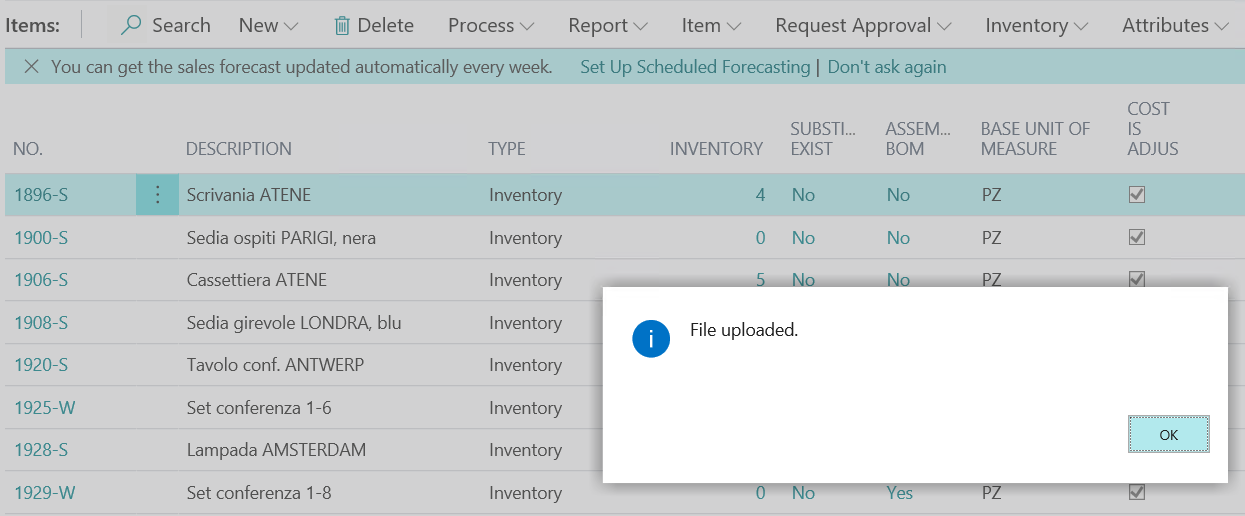 Items: Search New Delete Process Report Item Request Approval Inventory Attributes
You can get the sales forecast updated automatically every week. Set Up Scheduled Forecasting | Don't ask again
NO. DESCRIPTION TYPE INVENTORY SUBSTI... EXIST ASSEM... BOM BASE UNIT OF MEASURE COST IS ADJUS
1896-S Scrivania ATENE Inventory 4 No No PZ
1900-S Sedia ospiti PARIGI, nera Inventory 0 No No PZ
1906-S Cassettiera ATENE Inventory 5 No No PZ
1908-S Sedia girevole LONDRA, blu Inventory
1920-S Tavolo conf. ANTWERP Inventory
1925-W Set conferenza 1-6 Inventory
1928-S Lampada AMSTERDAM Inventory
1929-W Set conferenza 1-8 Inventory 0 No Yes PZ
File uploaded.
OK